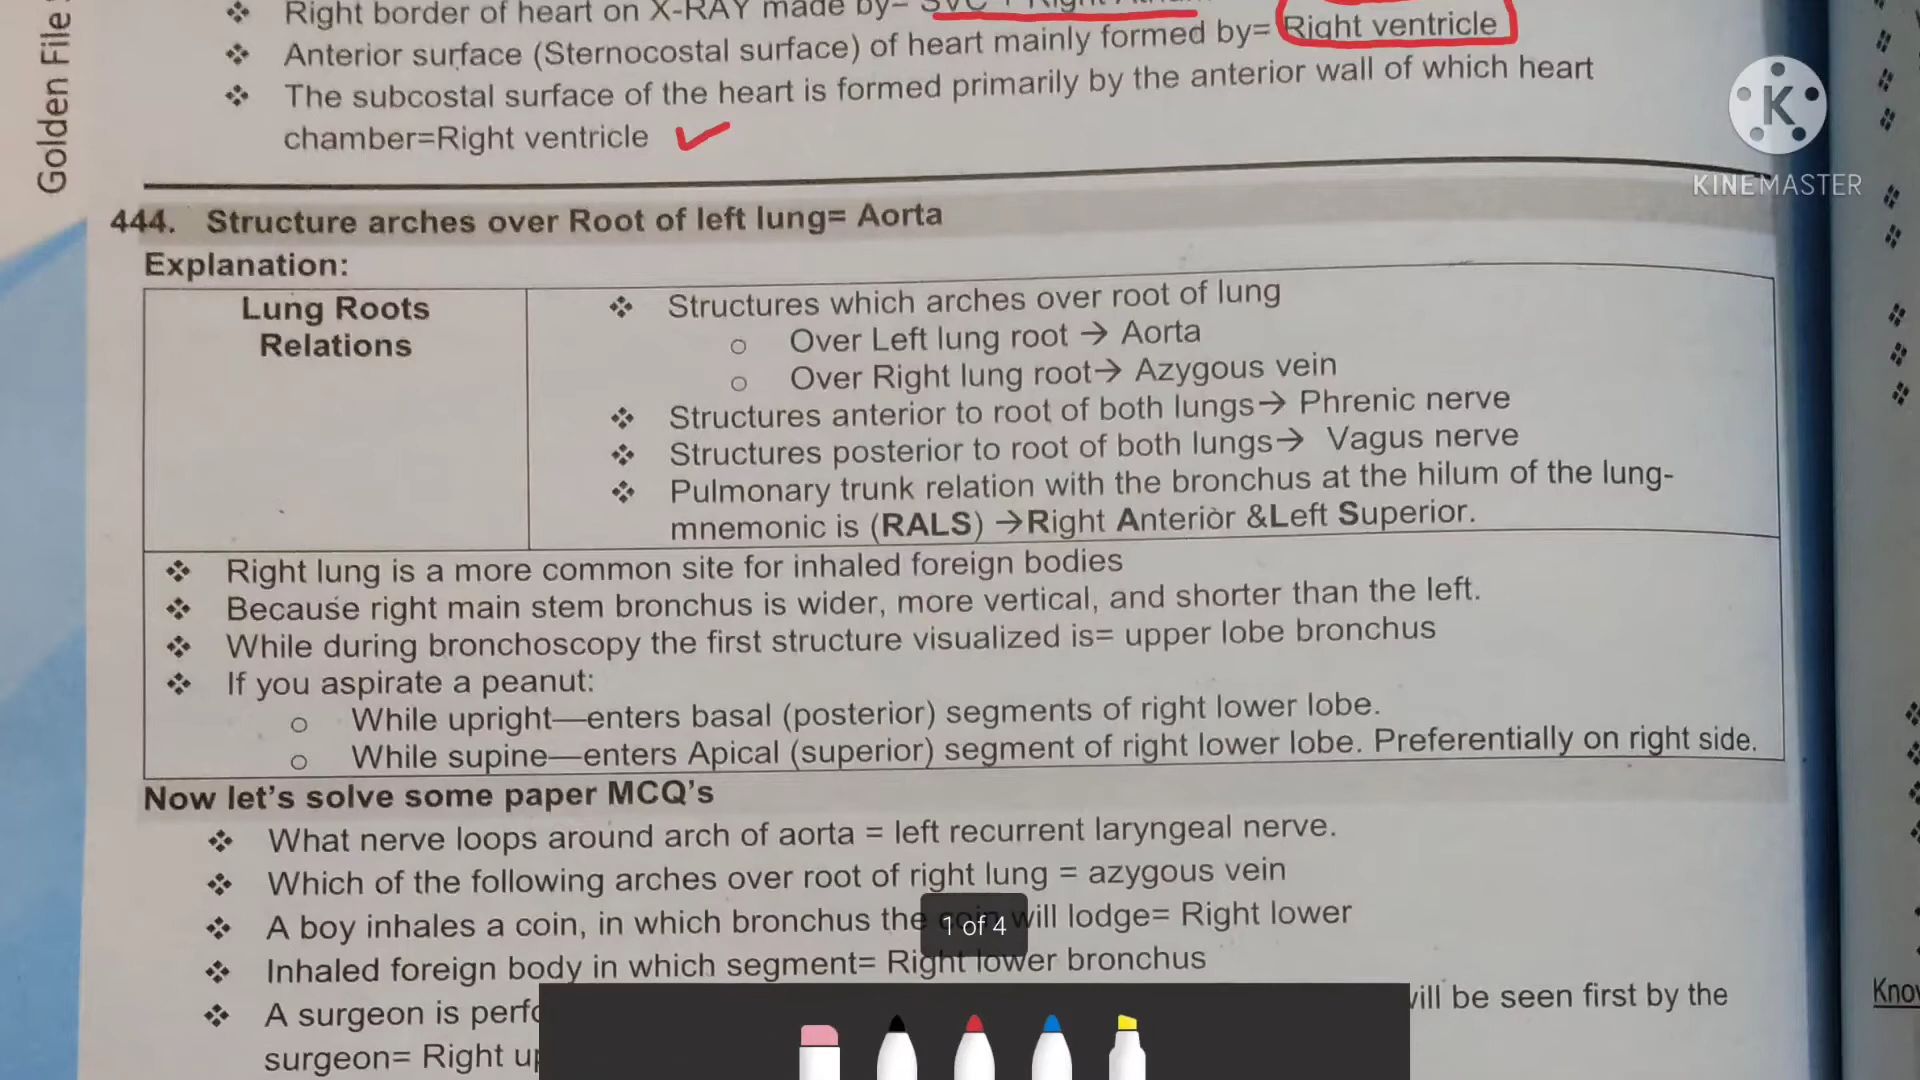 Golden File
❖ Right border of heart on X-RAY made by=
❖ Anterior surface (Sternocostal surface) of heart mainly formed by= Right ventricle
❖ The subcostal surface of the heart is formed primarily by the anterior wall of which heart
chamber=Right ventricle
K
KINEMASTER
444. Structure arches over Root of left lung= Aorta
Explanation:
Lung Roots
Relations
❖ Structures which arches over root of lung
o Over Left lung root → Aorta
o Over Right lung root→ Azygous vein
❖ Structures anterior to root of both lungs→ Phrenic nerve
❖ Structures posterior to root of both lungs→ Vagus nerve
❖ Pulmonary trunk relation with the bronchus at the hilum of the lung-
mnemonic is (RALS) →Right Anterior &Left Superior.
❖ Right lung is a more common site for inhaled foreign bodies
❖ Because right main stem bronchus is wider, more vertical, and shorter than the left.
❖ While during bronchoscopy the first structure visualized is= upper lobe bronchus
❖ If you aspirate a peanut:
o While upright—enters basal (posterior) segments of right lower lobe.
o While supine—enters Apical (superior) segment of right lower lobe. Preferentially on right side.
Now let's solve some paper MCQ's
❖ What nerve loops around arch of aorta = left recurrent laryngeal nerve.
❖ Which of the following arches over root of right lung = azygous vein
❖ A boy inhales a coin, in which bronchus the coin will lodge= Right lower
1 of 4
❖ Inhaled foreign body in which segment= Right lower bronchus
❖ A surgeon is will be seen first by the
surgeon= Right